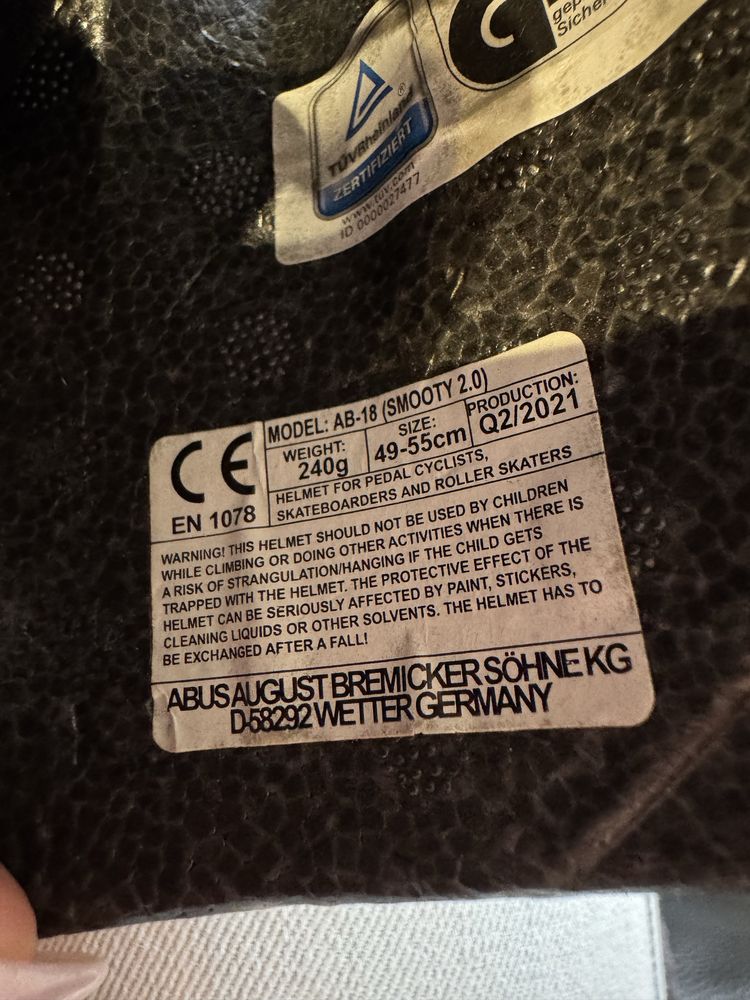 TÜVRheinland®
ZERTIFIZIERT
www.tuv.com
ID 0000027477
CE
EN 1078
MODEL: AB-18 (SMOOTY 2.0)
WEIGHT:
240g
SIZE:
49-55cm
PRODUCTION:
Q2/2021
HELMET FOR PEDAL CYCLISTS,
SKATEBOARDERS AND ROLLER SKATERS
WARNING! THIS HELMET SHOULD NOT BE USED BY CHILDREN
WHILE CLIMBING OR DOING OTHER ACTIVITIES WHEN THERE IS
A RISK OF STRANGULATION/HANGING IF THE CHILD GETS
TRAPPED WITH THE HELMET. THE PROTECTIVE EFFECT OF THE
HELMET CAN BE SERIOUSLY AFFECTED BY PAINT, STICKERS,
CLEANING LIQUIDS OR OTHER SOLVENTS. THE HELMET HAS TO
BE EXCHANGED AFTER A FALL!
ABUS AUGUST BREMICKER SÖHNE KG
D-58292 WETTER GERMANY